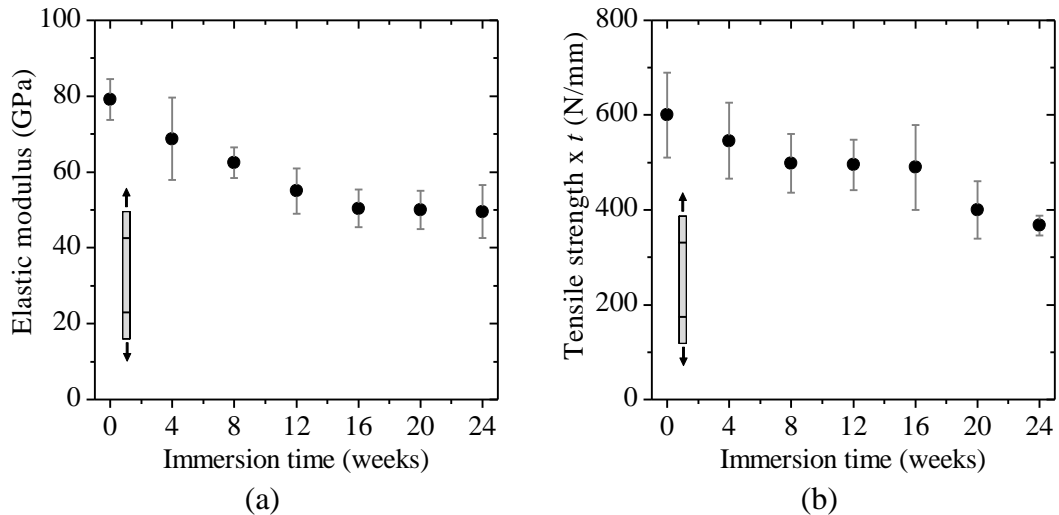 100
80
60
40
20
0
Elastic modulus (GPa)
0 4 8 12 16 20 24
Immersion time (weeks)
(a)
800
600
400
200
0
Tensile strength x t (N/mm)
0 4 8 12 16 20 24
Immersion time (weeks)
(b)